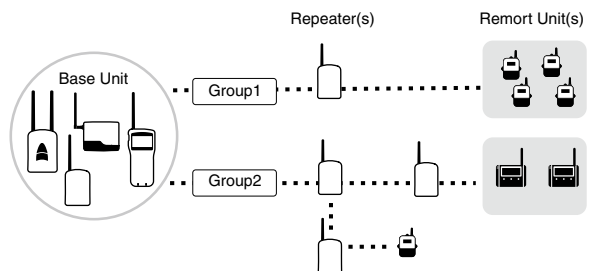 Repeater(s)
Remort Unit(s)
Base Unit
Group1
Group2